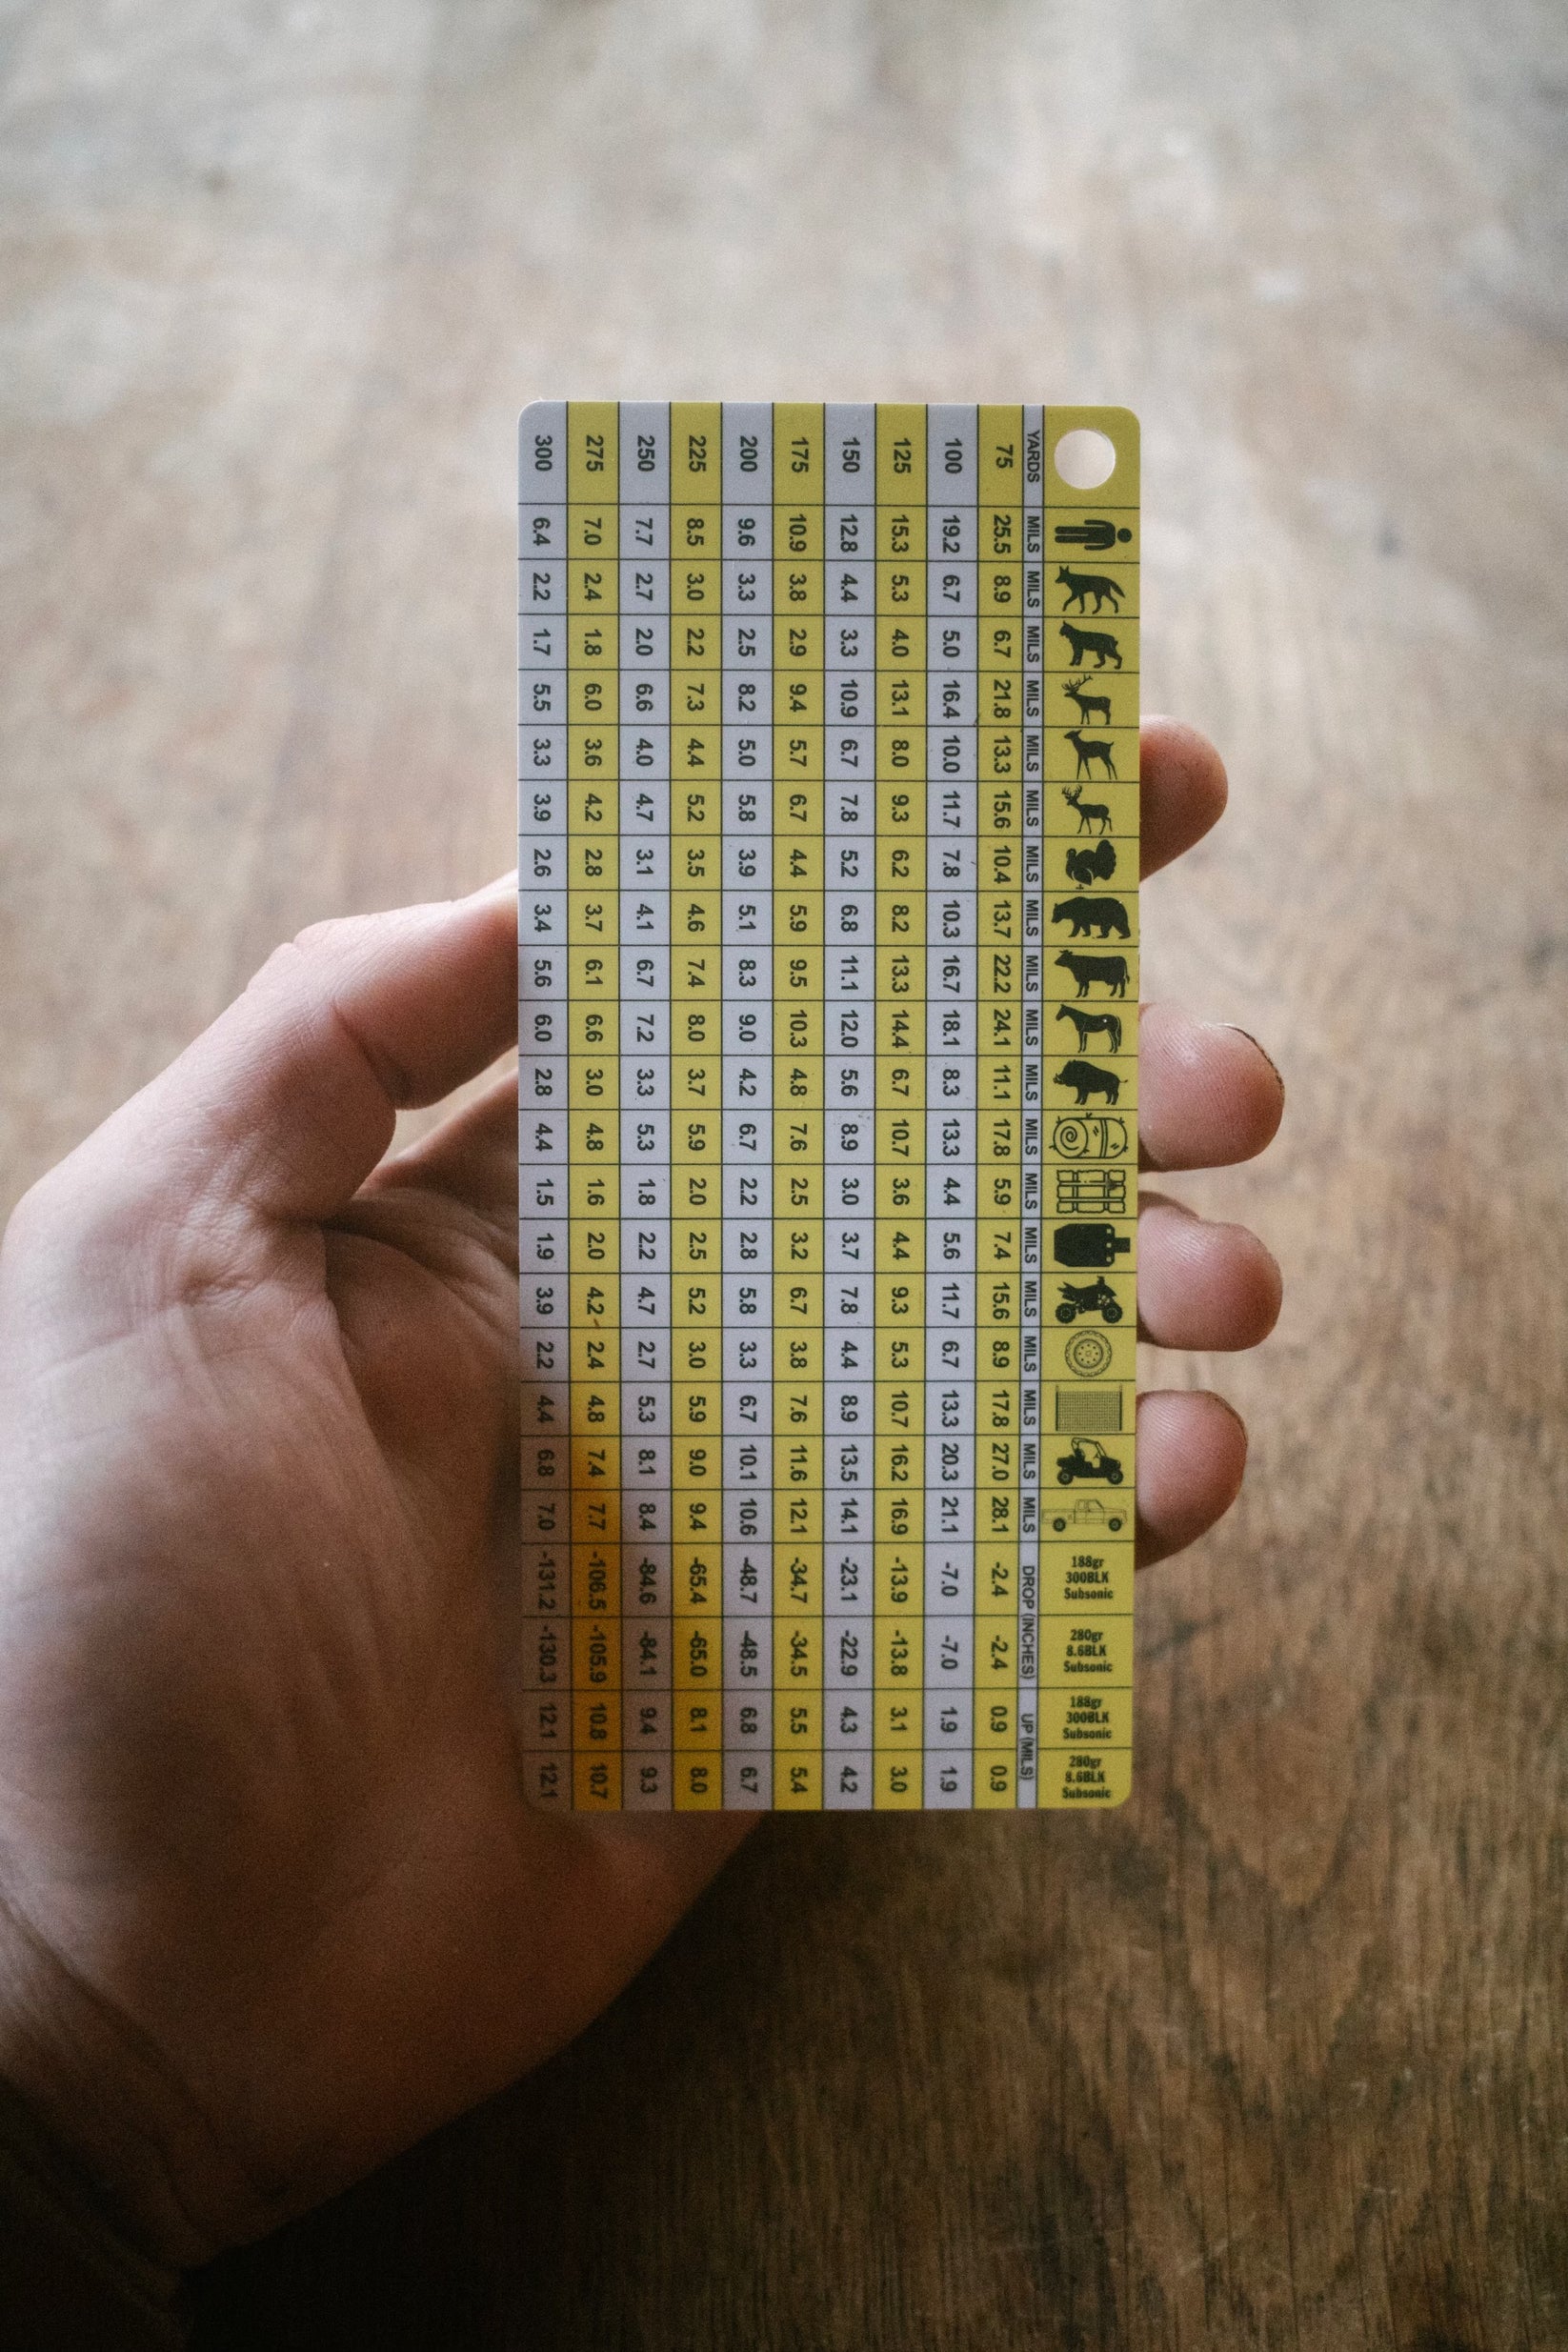 188gr 280gr 188gr 280gr
300BLK 8.6BLK 300BLK 8.6BLK
Subsonic Subsonic Subsonic Subsonic
YARDS MILS MILS MILS MILS MILS MILS MILS MILS MILS MILS MILS MILS MILS MILS MILS MILS MILS MILS MILS DROP (INCHES) UP (MILS)
75 25.5 8.9 6.7 21.8 13.3 15.6 10.4 13.7 22.2 24.1 11.1 17.8 5.9 7.4 15.6 8.9 17.8 27.0 28.1 -2.4 -2.4 0.9 0.9
100 19.2 6.7 5.0 16.4 10.0 11.7 7.8 10.3 16.7 18.1 8.3 13.3 4.4 5.6 11.7 6.7 13.3 20.3 21.1 -7.0 -7.0 1.9 1.9
125 15.3 5.3 4.0 13.1 8.0 9.3 6.2 8.2 13.3 14.4 6.7 10.7 3.6 4.4 9.3 5.3 10.7 16.2 16.9 -13.9 -13.8 3.1 3.0
150 12.8 4.4 3.3 10.9 6.7 7.8 5.2 6.8 11.1 12.0 5.6 8.9 3.0 3.7 7.8 4.4 8.9 13.5 14.1 -23.1 -22.9 4.3 4.2
175 10.9 3.8 2.9 9.4 5.7 6.7 4.4 5.9 9.5 10.3 4.8 7.6 2.5 3.2 6.7 3.8 7.6 11.6 12.1 -34.7 -34.5 5.5 5.4
200 9.6 3.3 2.5 8.2 5.0 5.8 3.9 5.1 8.3 9.0 4.2 6.7 2.2 2.8 5.8 3.3 6.7 10.1 10.6 -48.7 -48.5 6.8 6.7
225 8.5 3.0 2.2 7.3 4.4 5.2 3.5 4.6 7.4 8.0 3.7 5.9 2.0 2.5 5.2 3.0 5.9 9.0 9.4 -65.4 -65.0 8.1 8.0
250 7.7 2.7 2.0 6.6 4.0 4.7 3.1 4.1 6.7 7.2 3.3 5.3 1.8 2.2 4.7 2.7 5.3 8.1 8.4 -84.6 -84.1 9.4 9.3
275 7.0 2.4 1.8 6.0 3.6 4.2 2.8 3.7 6.1 6.6 3.0 4.8 1.6 2.0 4.2 2.4 4.8 7.4 7.7 -106.5 -105.9 10.8 10.7
300 6.4 2.2 1.7 5.5 3.3 3.9 2.6 3.4 5.6 6.0 2.8 4.4 1.5 1.9 3.9 2.2 4.4 6.8 7.0 -131.2 -130.3 12.1 12.1